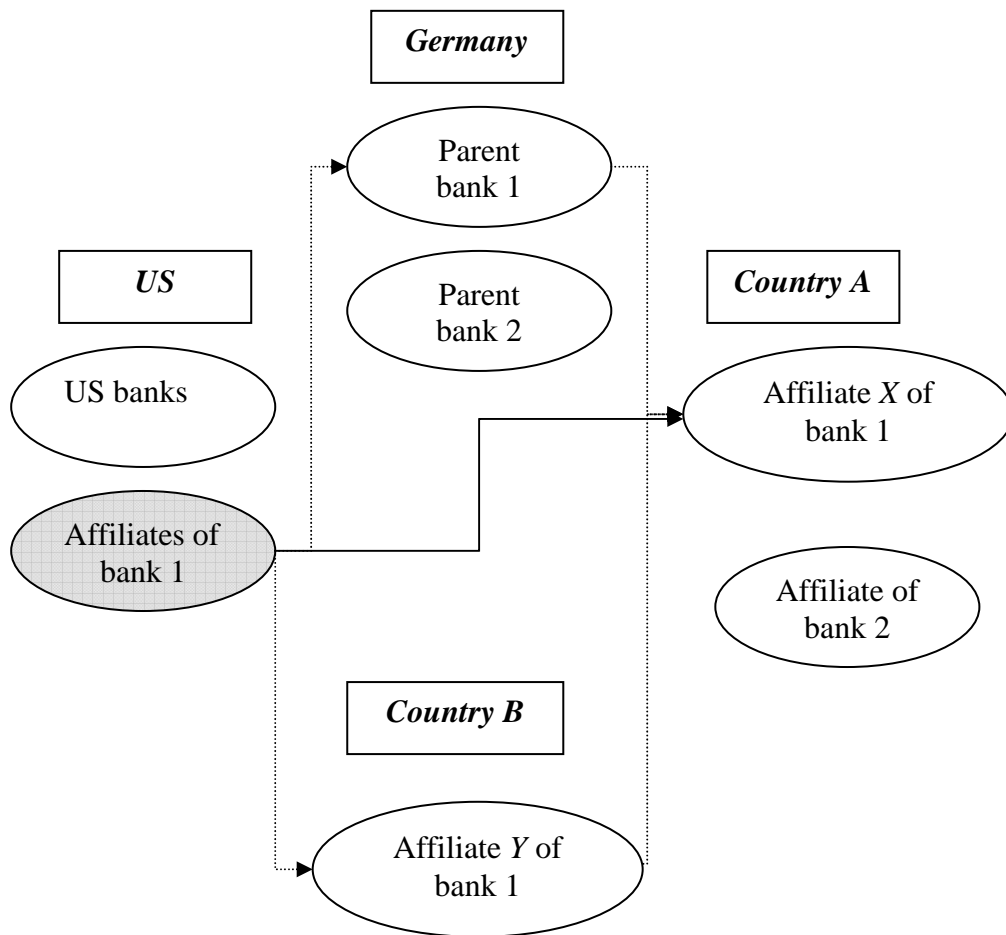 Germany
Parent
bank 1
US
Parent
bank 2
Country A
US banks
Affiliate X of
bank 1
Affiliates of
bank 1
Affiliate of
bank 2
Country B
Affiliate Y of
bank 1